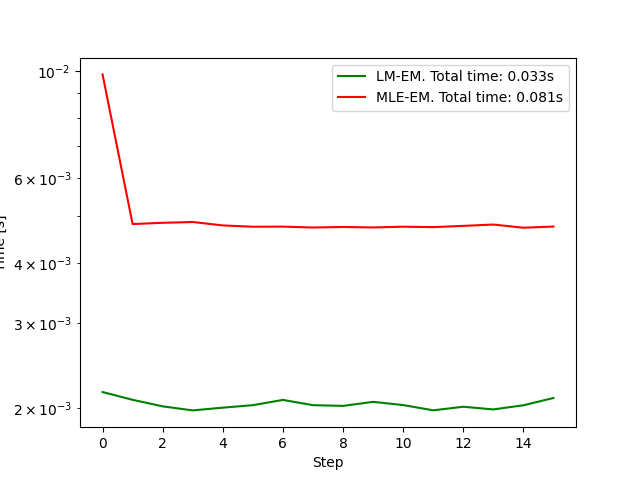 LM-EM. Total time: 0.033s
MLE-EM. Total time: 0.081s
10⁻²
6 × 10⁻³
4 × 10⁻³
3 × 10⁻³
2 × 10⁻³
[s]
0 2 4 6 8 10 12 14
Step